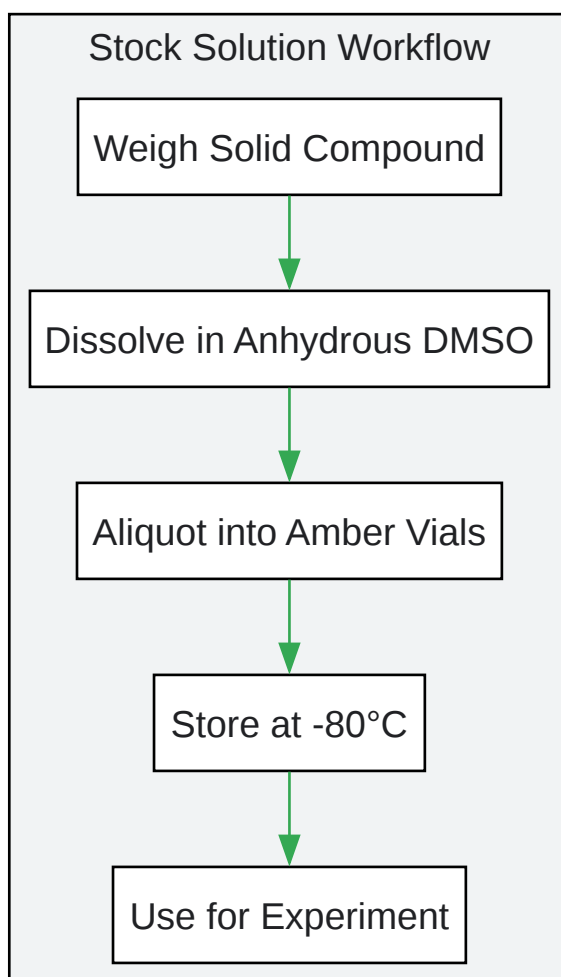 Stock Solution Workflow
Weigh Solid Compound
Dissolve in Anhydrous DMSO
Aliquot into Amber Vials
Store at -80°C
Use for Experiment